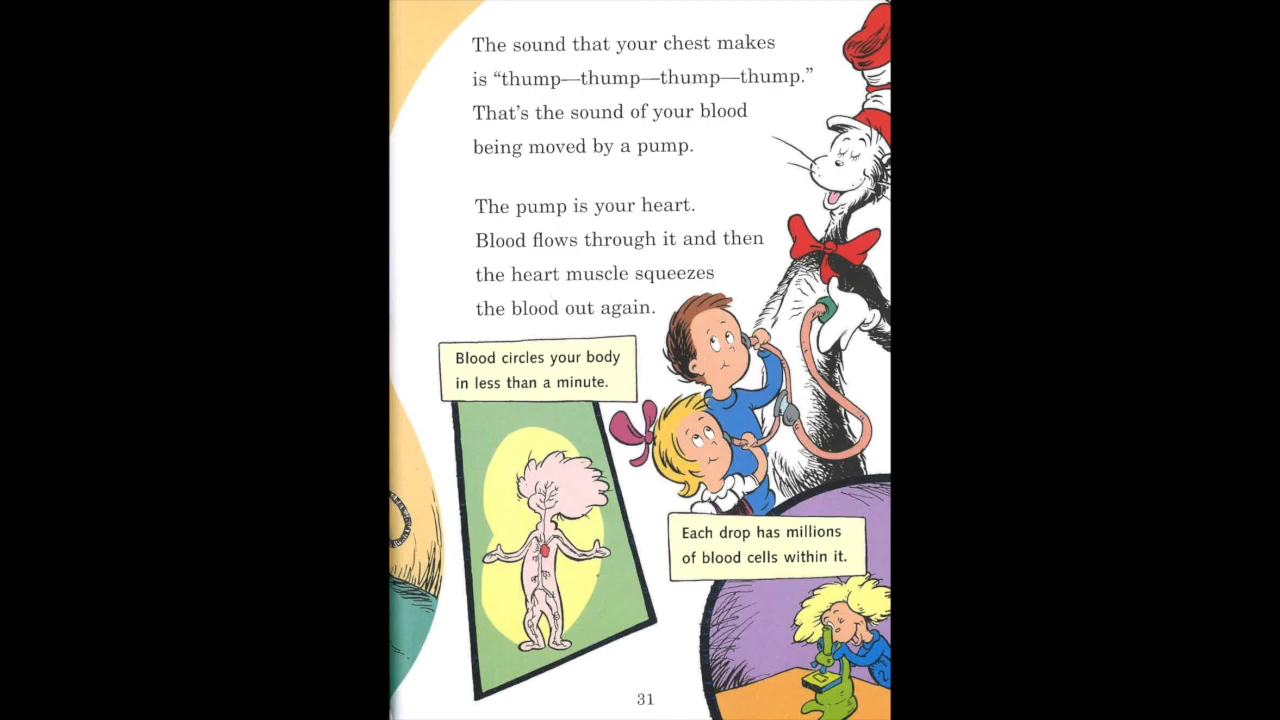 The sound that your chest makes
is “thump—thump—thump—thump.”
That’s the sound of your blood
being moved by a pump.
The pump is your heart.
Blood flows through it and then
the heart muscle squeezes
the blood out again.
Blood circles your body
in less than a minute.
Each drop has millions
of blood cells within it.
2
31